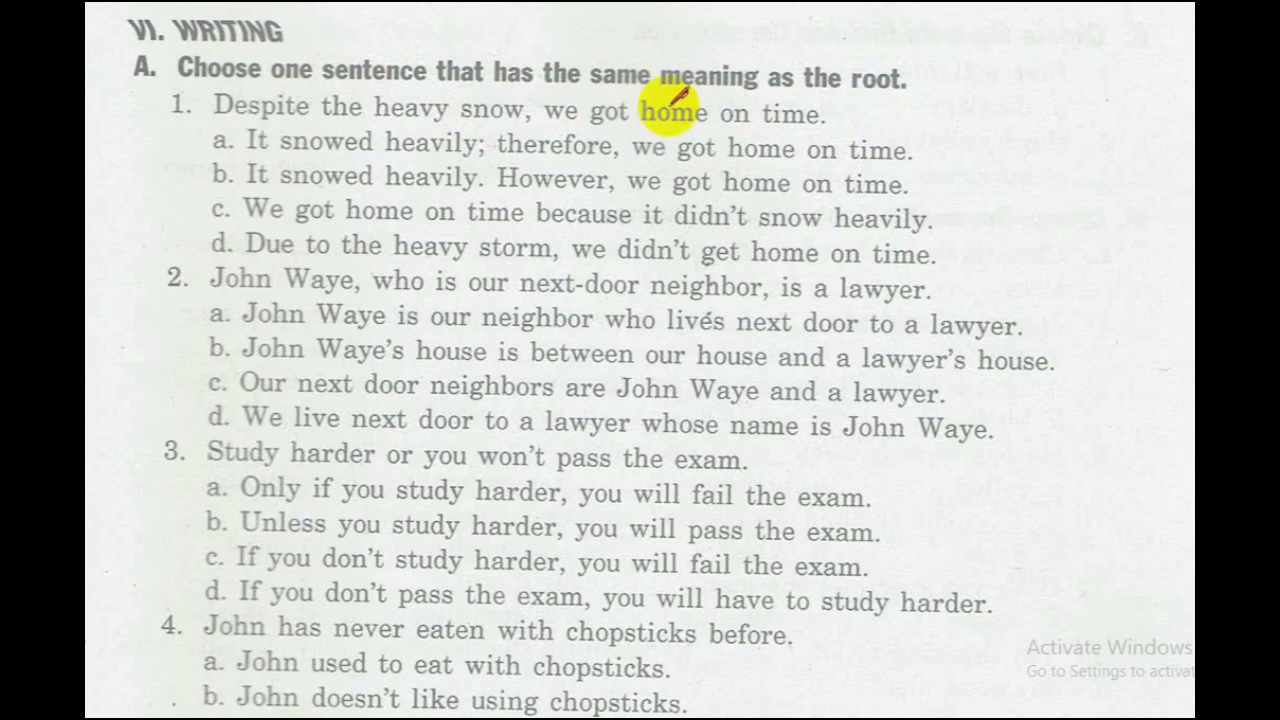 VI. WRITING
A. Choose one sentence that has the same meaning as the root.
1. Despite the heavy snow, we got home on time.
a. It snowed heavily; therefore, we got home on time.
b. It snowed heavily. However, we got home on time.
c. We got home on time because it didn't snow heavily.
d. Due to the heavy storm, we didn't get home on time.
2. John Waye, who is our next-door neighbor, is a lawyer.
a. John Waye is our neighbor who lives next door to a lawyer.
b. John Waye's house is between our house and a lawyer's house.
c. Our next door neighbors are John Waye and a lawyer.
d. We live next door to a lawyer whose name is John Waye.
3. Study harder or you won't pass the exam.
a. Only if you study harder, you will fail the exam.
b. Unless you study harder, you will pass the exam.
c. If you don't study harder, you will fail the exam.
d. If you don't pass the exam, you will have to study harder.
4. John has never eaten with chopsticks before.
a. John used to eat with chopsticks.
b. John doesn't like using chopsticks.
Activate Windows
Go to Settings to activat